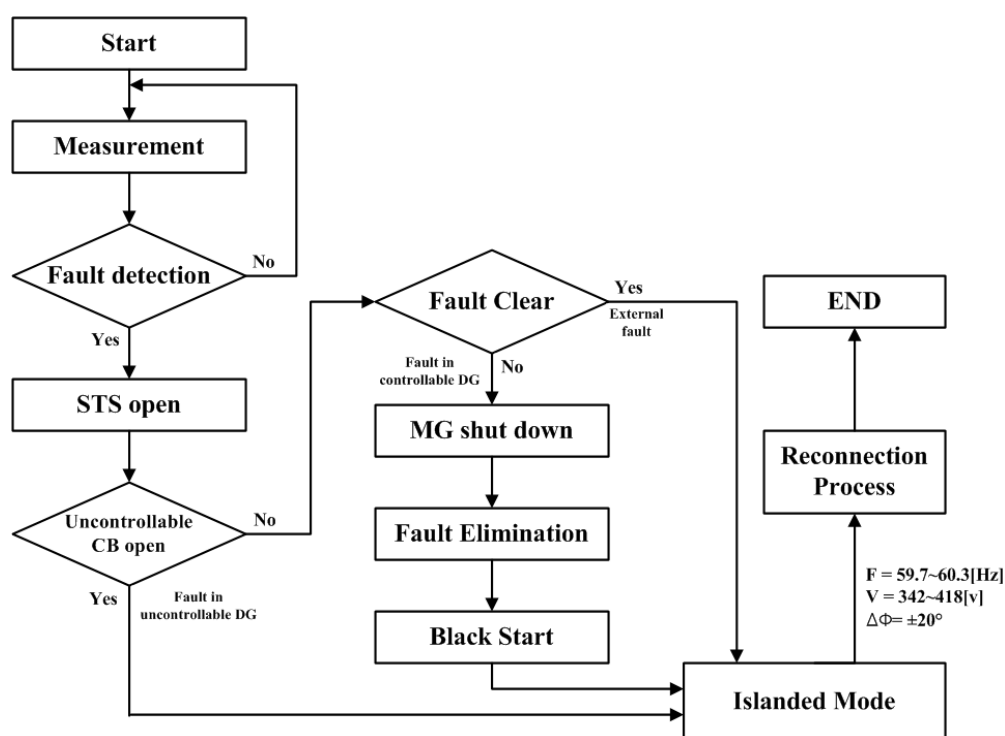 Start
Measurement
Fault detection
No
Yes
STS open
Uncontrollable
CB open
No
Yes
Fault in
uncontrollable DG
Fault Clear
Yes
External
fault
Fault in
controllable DG
No
MG shut down
Fault Elimination
Black Start
END
Reconnection
Process
F = 59.7~60.3[Hz]
V = 342~418[v]
ΔΦ= ±20°
Islanded Mode